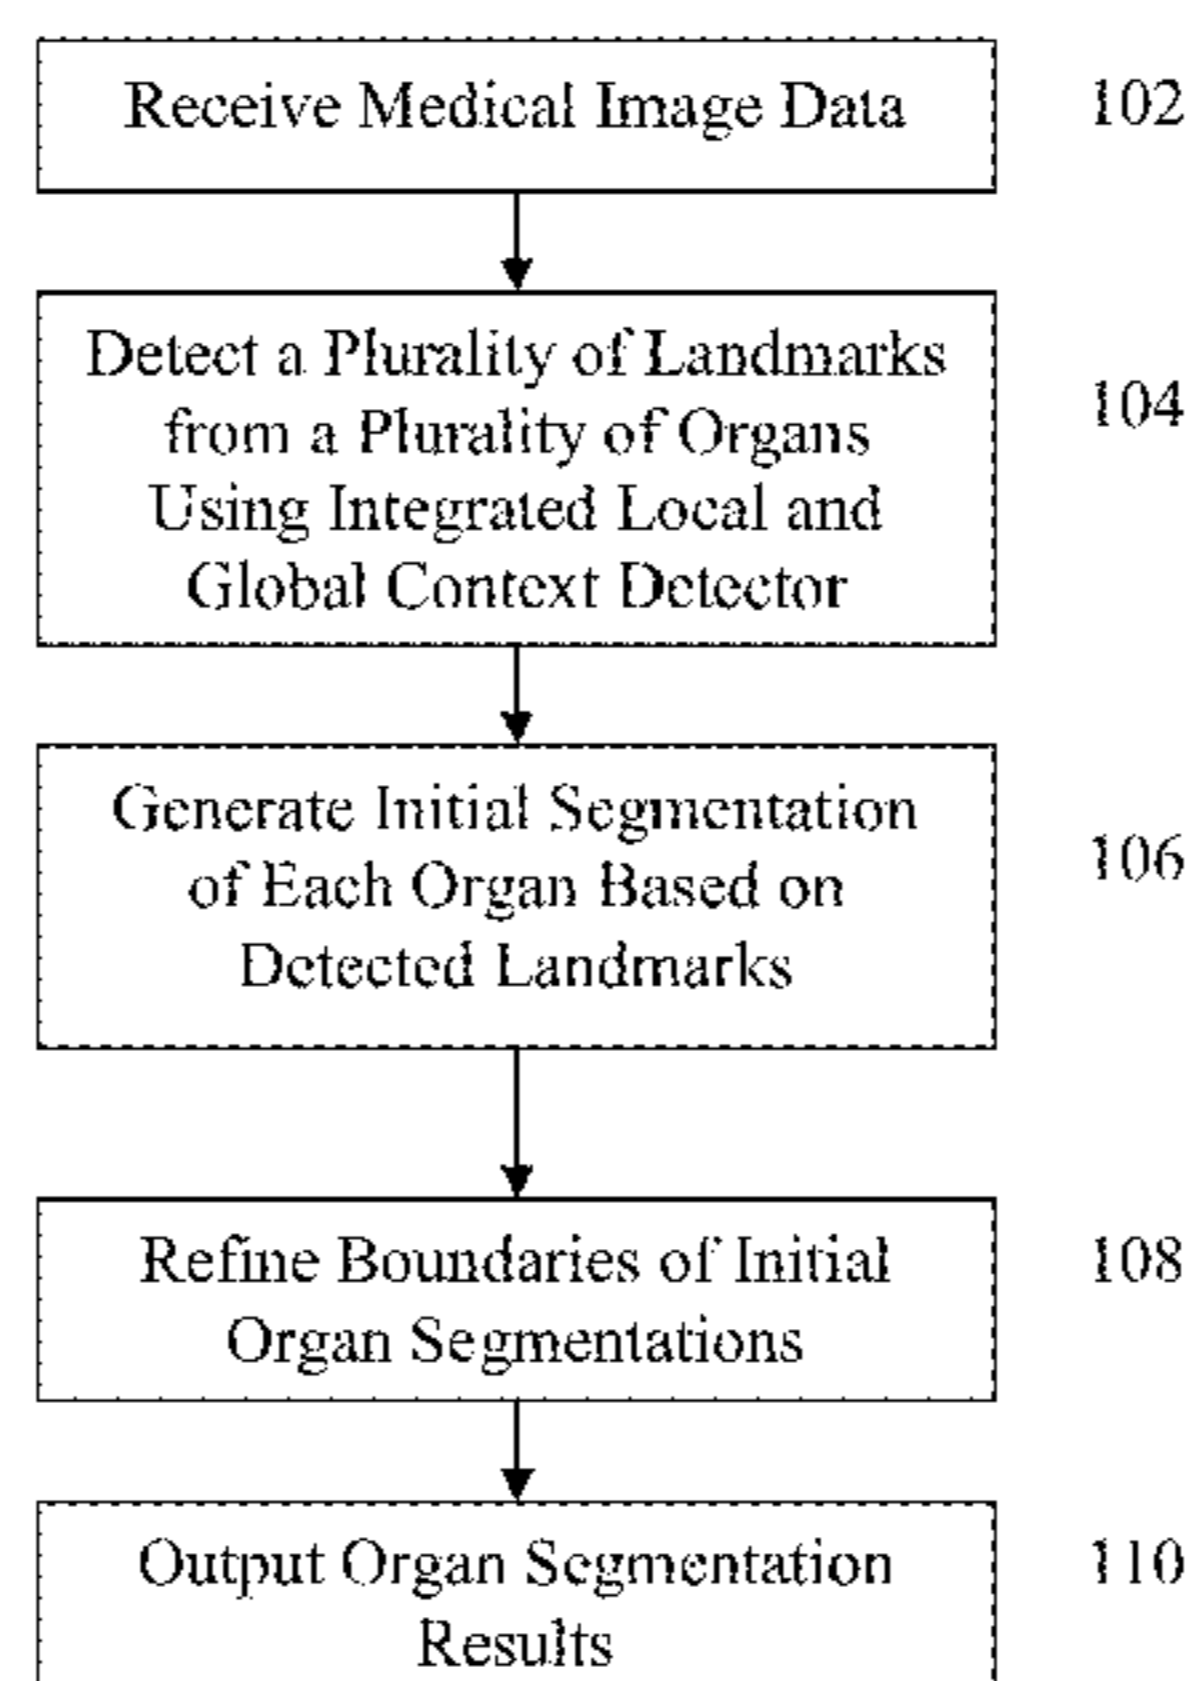 Receive Medical Image Data
102
Detect a Plurality of Landmarks
from a Plurality of Organs
Using Integrated Local and
Global Context Detector
104
Generate Initial Segmentation
of Each Organ Based on
Detected Landmarks
106
Refine Boundaries of Initial
Organ Segmentations
108
Output Organ Segmentation
Results
110